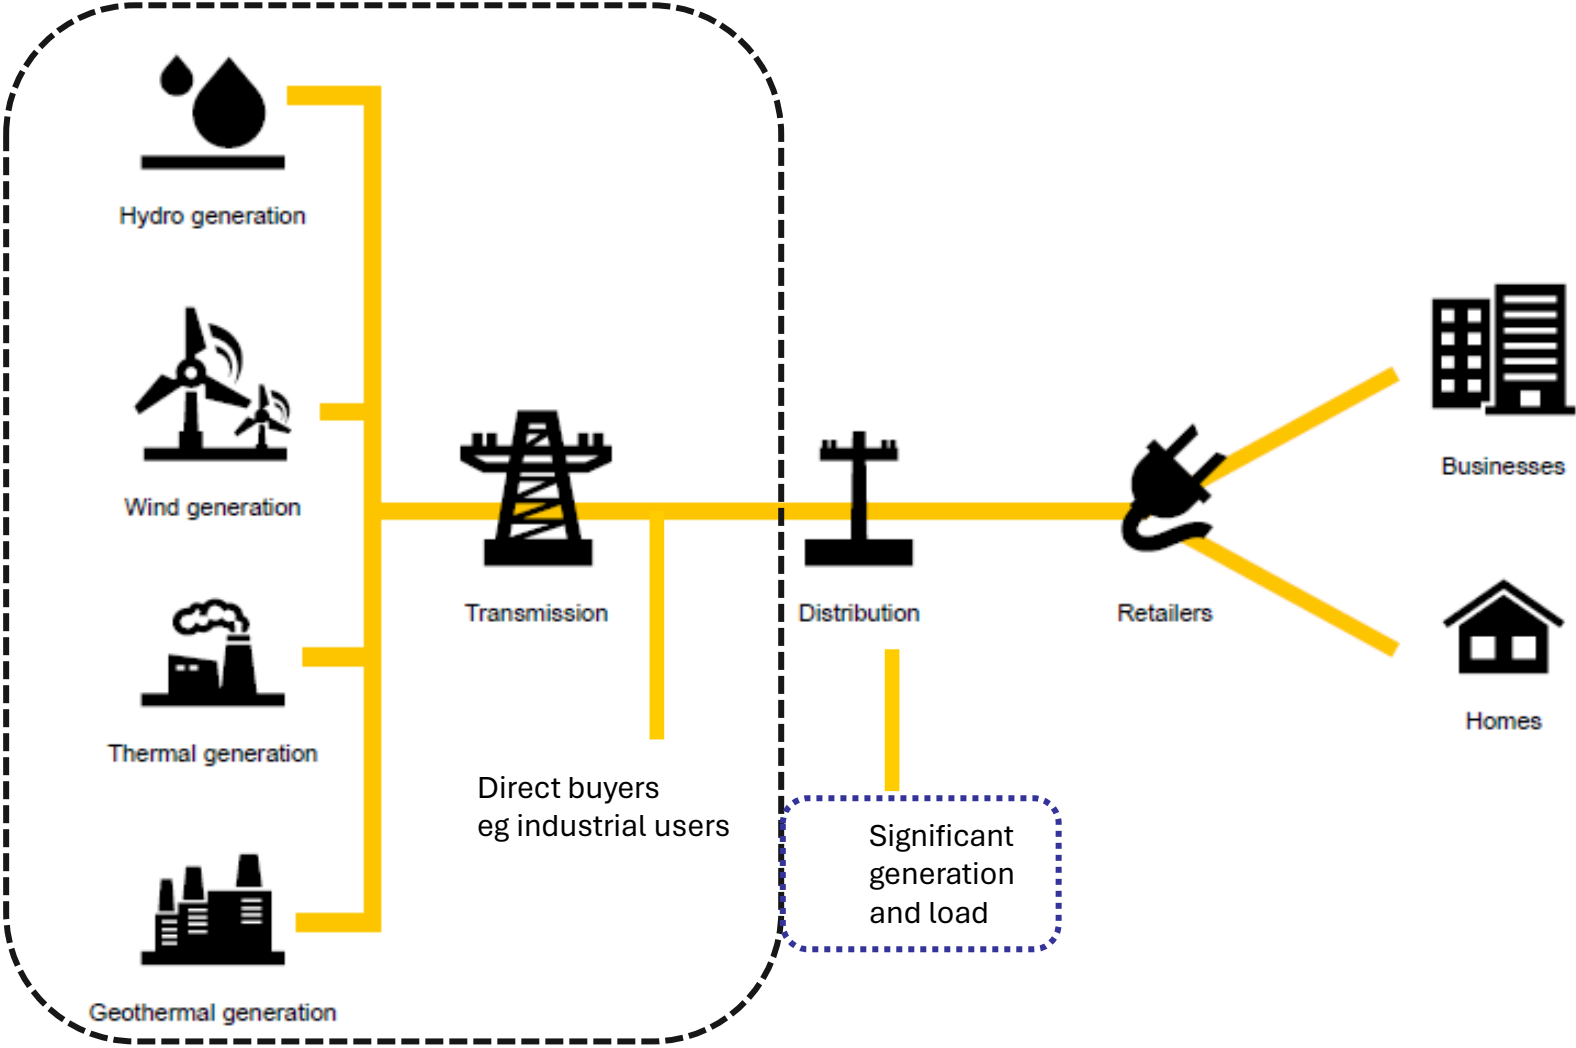 Hydro generation
Wind generation
Thermal generation
Geothermal generation
Transmission
Direct buyers
eg industrial users
Distribution
Significant
generation
and load
Retailers
Businesses
Homes